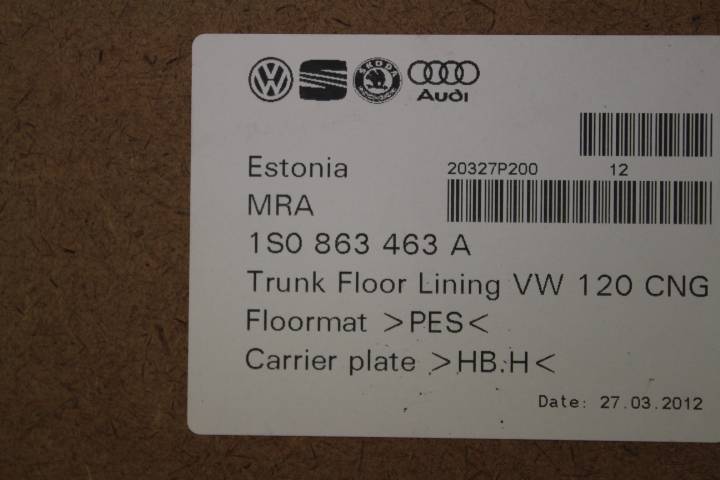 ŠKODA
Audi
Estonia
20327P200 12
MRA
1S0 863 463 A
Trunk Floor Lining VW 120 CNG
Floormat >PES<
Carrier plate >HB.H<
Date: 27.03.2012